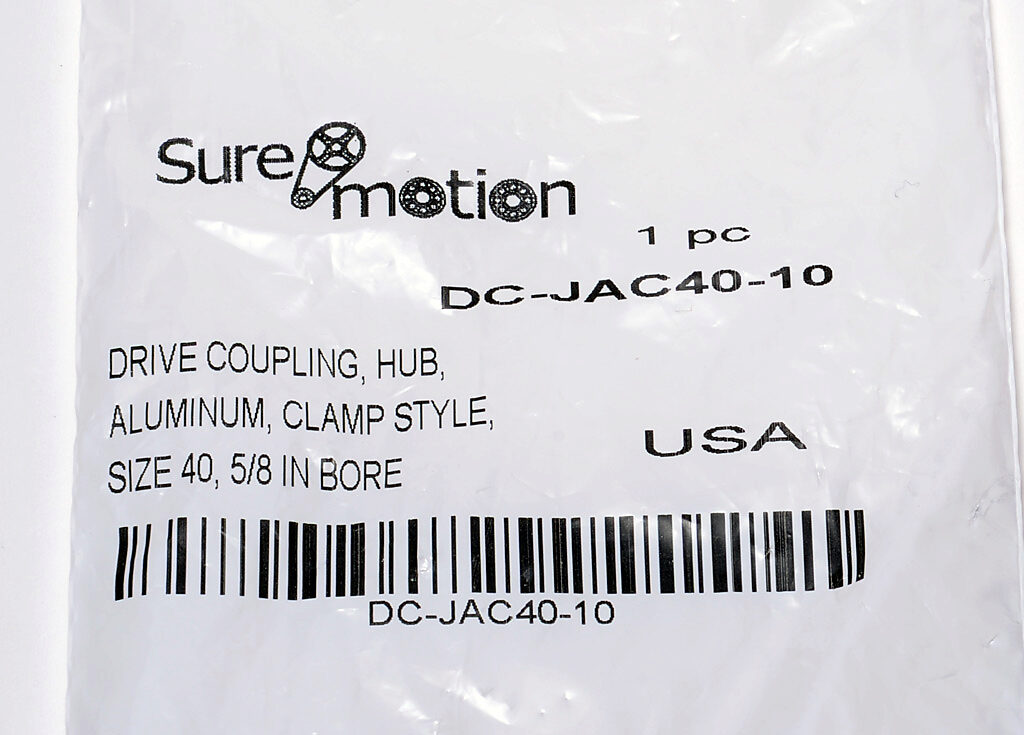 Sure motion
1 pc
DC-JAC40-10
DRIVE COUPLING, HUB,
ALUMINUM, CLAMP STYLE,
SIZE 40, 5/8 IN BORE
USA
DC-JAC40-10